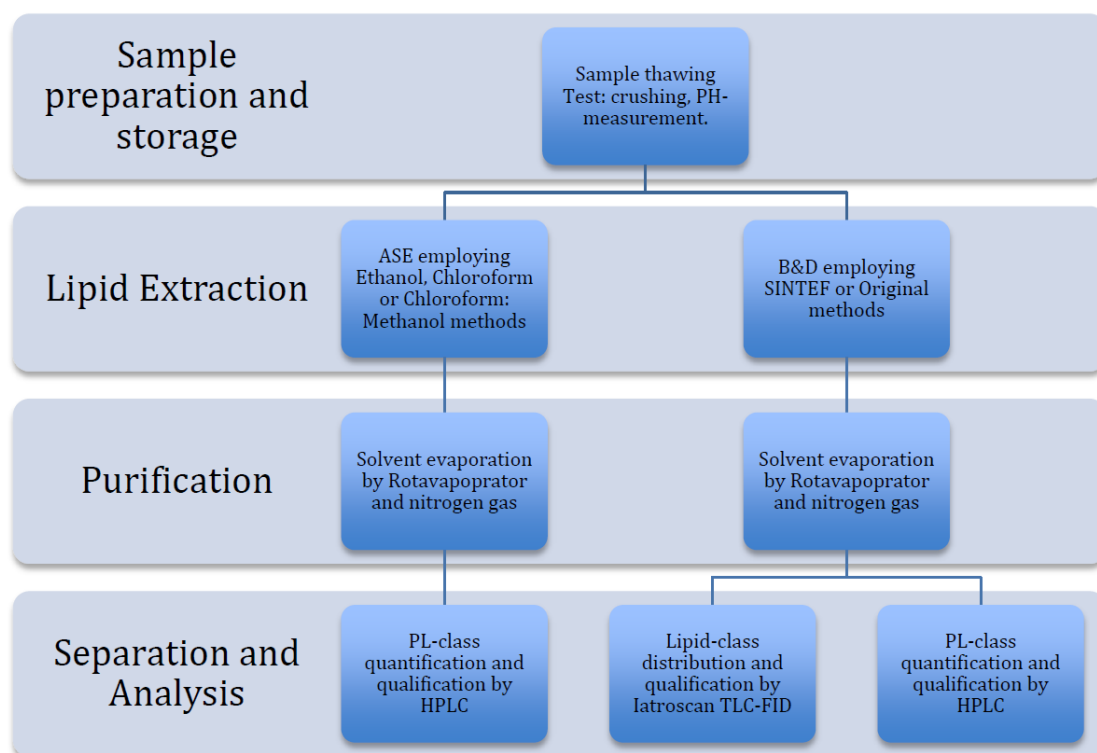 Sample
preparation and
storage
Sample thawing
Test: crushing, PH-
measurement.
Lipid Extraction
ASE employing
Ethanol, Chloroform
or Chloroform:
Methanol methods
B&D employing
SINTEF or Original
methods
Purification
Solvent evaporation
by Rotavapoprator
and nitrogen gas
Solvent evaporation
by Rotavapoprator
and nitrogen gas
Separation and
Analysis
PL-class
quantification and
qualification by
HPLC
Lipid-class
distribution and
qualification by
Iatroscan TLC-FID
PL-class
quantification and
qualification by
HPLC